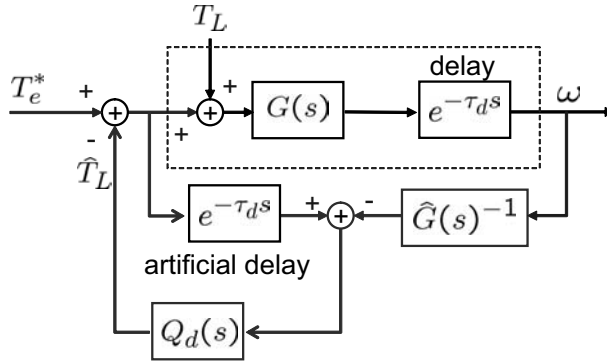 T_L
delay
T_e^* + + G(s) e^{-τ_d s} ω
- +
\hat{T}_L
e^{-τ_d s} + - \hat{G}(s)^{-1}
artificial delay
Q_d(s)